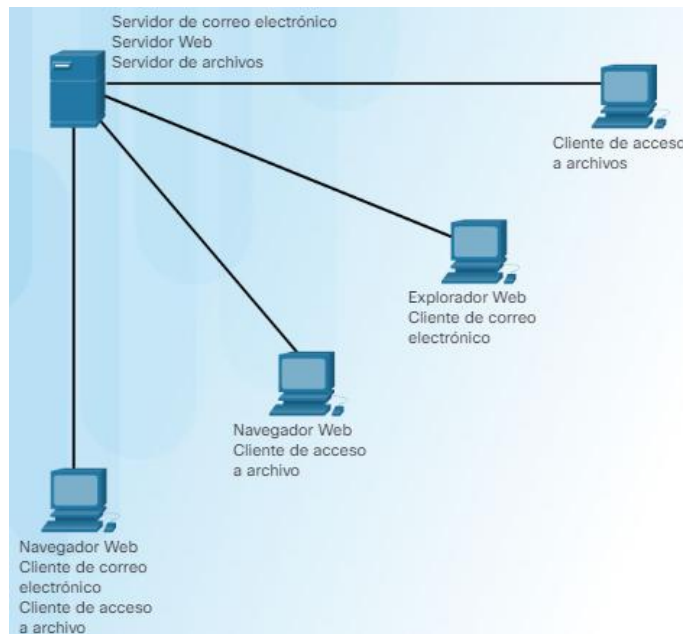 Servidor de correo electrónico
Servidor Web
Servidor de archivos
Cliente de acceso
a archivos
Explorador Web
Cliente de correo
electrónico
Navegador Web
Cliente de acceso
a archivo
Navegador Web
Cliente de correo
electrónico
Cliente de acceso
a archivo